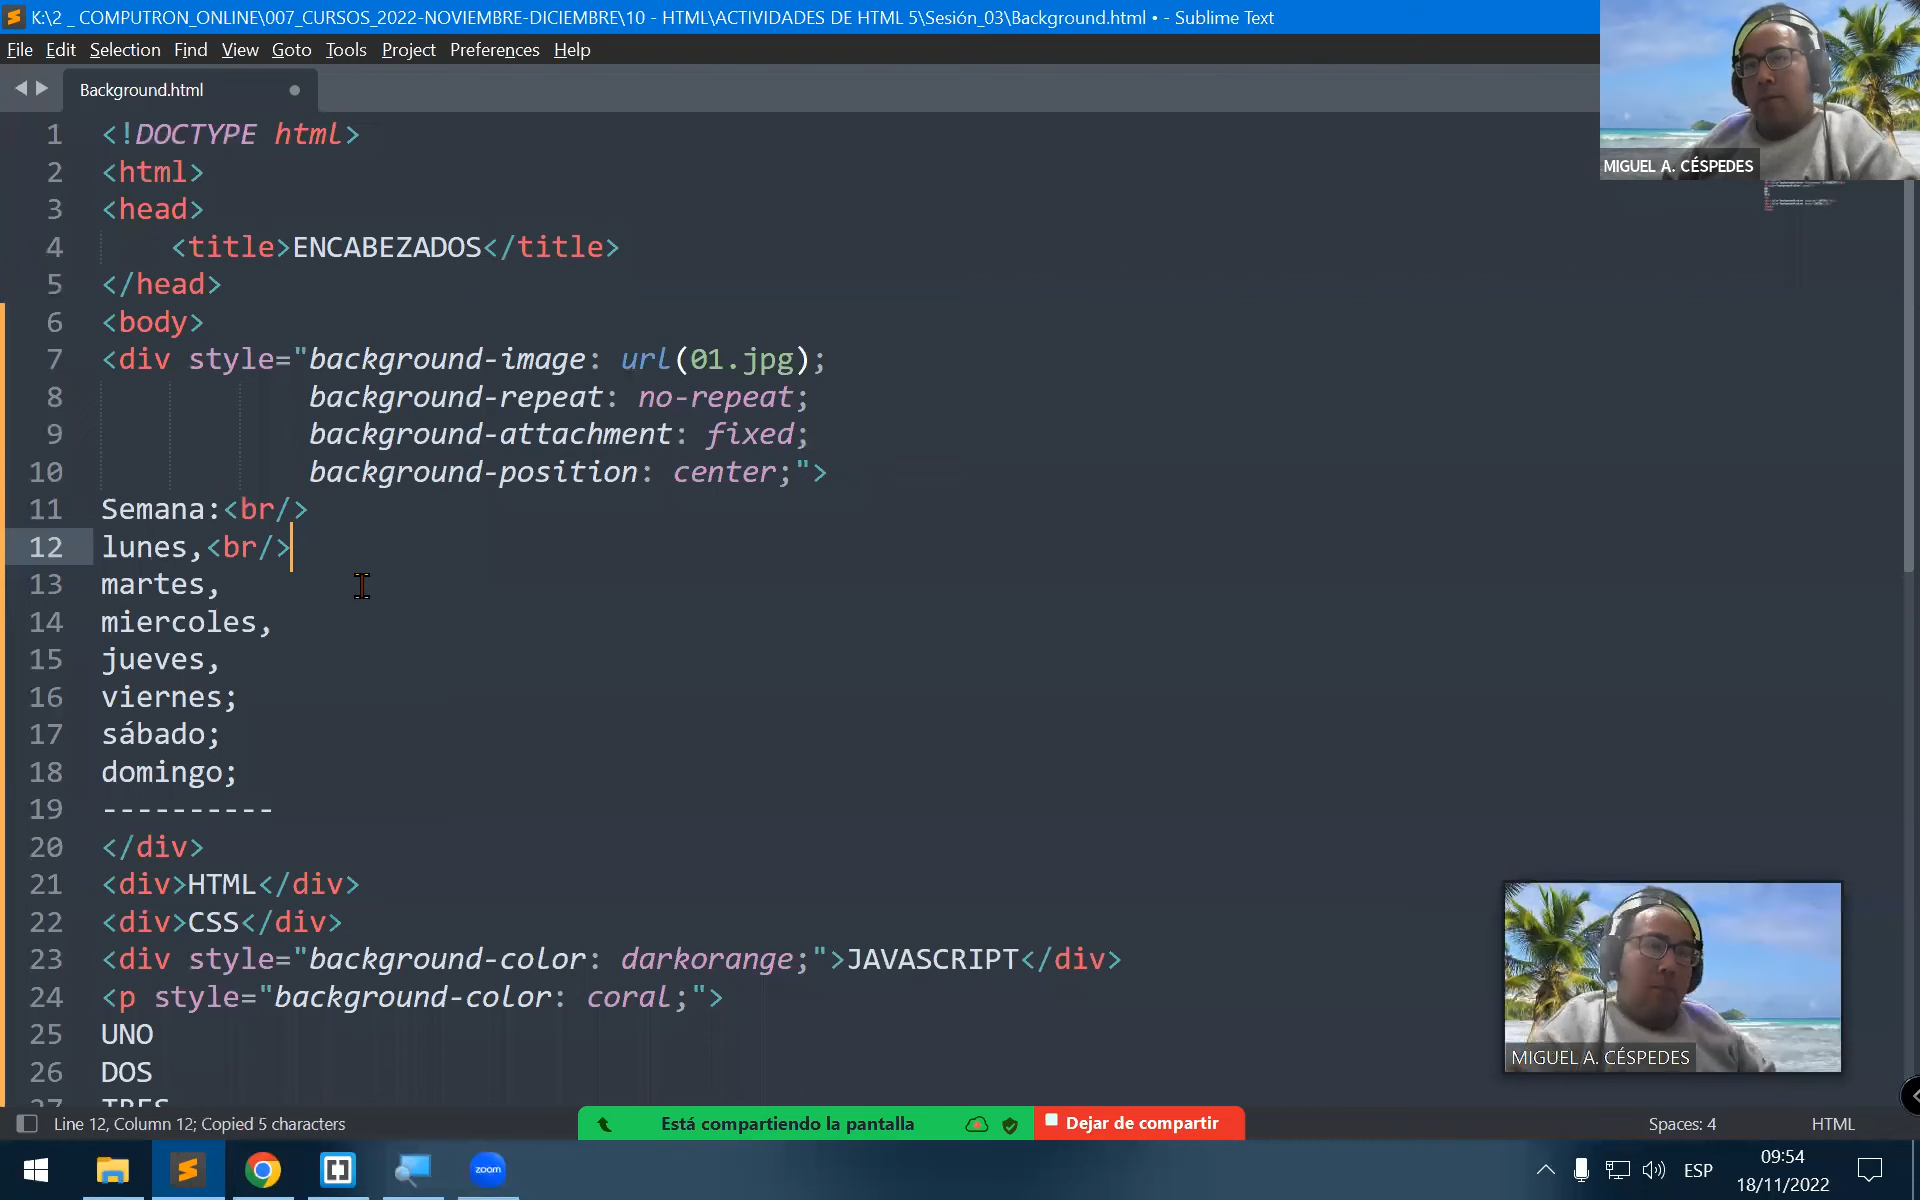 K:\2 _ COMPUTRON_ONLINE\007_CURSOS_2022-NOVIEMBRE-DICIEMBRE\10 - HTML\ACTIVIDADES DE HTML 5\Sesión_03\Background.html • - Sublime Text
File Edit Selection Find View Goto Tools Project Preferences Help
Background.html
MIGUEL A. CÉSPEDES
1 <!DOCTYPE html>
2 <html>
3 <head>
4 <title>ENCABEZADOS</title>
5 </head>
6 <body>
7 <div style="background-image: url(01.jpg);
8 background-repeat: no-repeat;
9 background-attachment: fixed;
10 background-position: center;">
11 Semana:<br/>
12 lunes,<br/>
13 martes,
14 miercoles,
15 jueves,
16 viernes;
17 sábado;
18 domingo;
19 ----------
20 </div>
21 <div>HTML</div>
22 <div>CSS</div>
23 <div style="background-color: darkorange;">JAVASCRIPT</div>
24 <p style="background-color: coral;">
25 UNO
26 DOS
27 TRES
MIGUEL A. CÉSPEDES
Line 12, Column 12; Copied 5 characters
Está compartiendo la pantalla
Dejar de compartir
Spaces: 4
HTML
zoom
ESP
09:54
18/11/2022